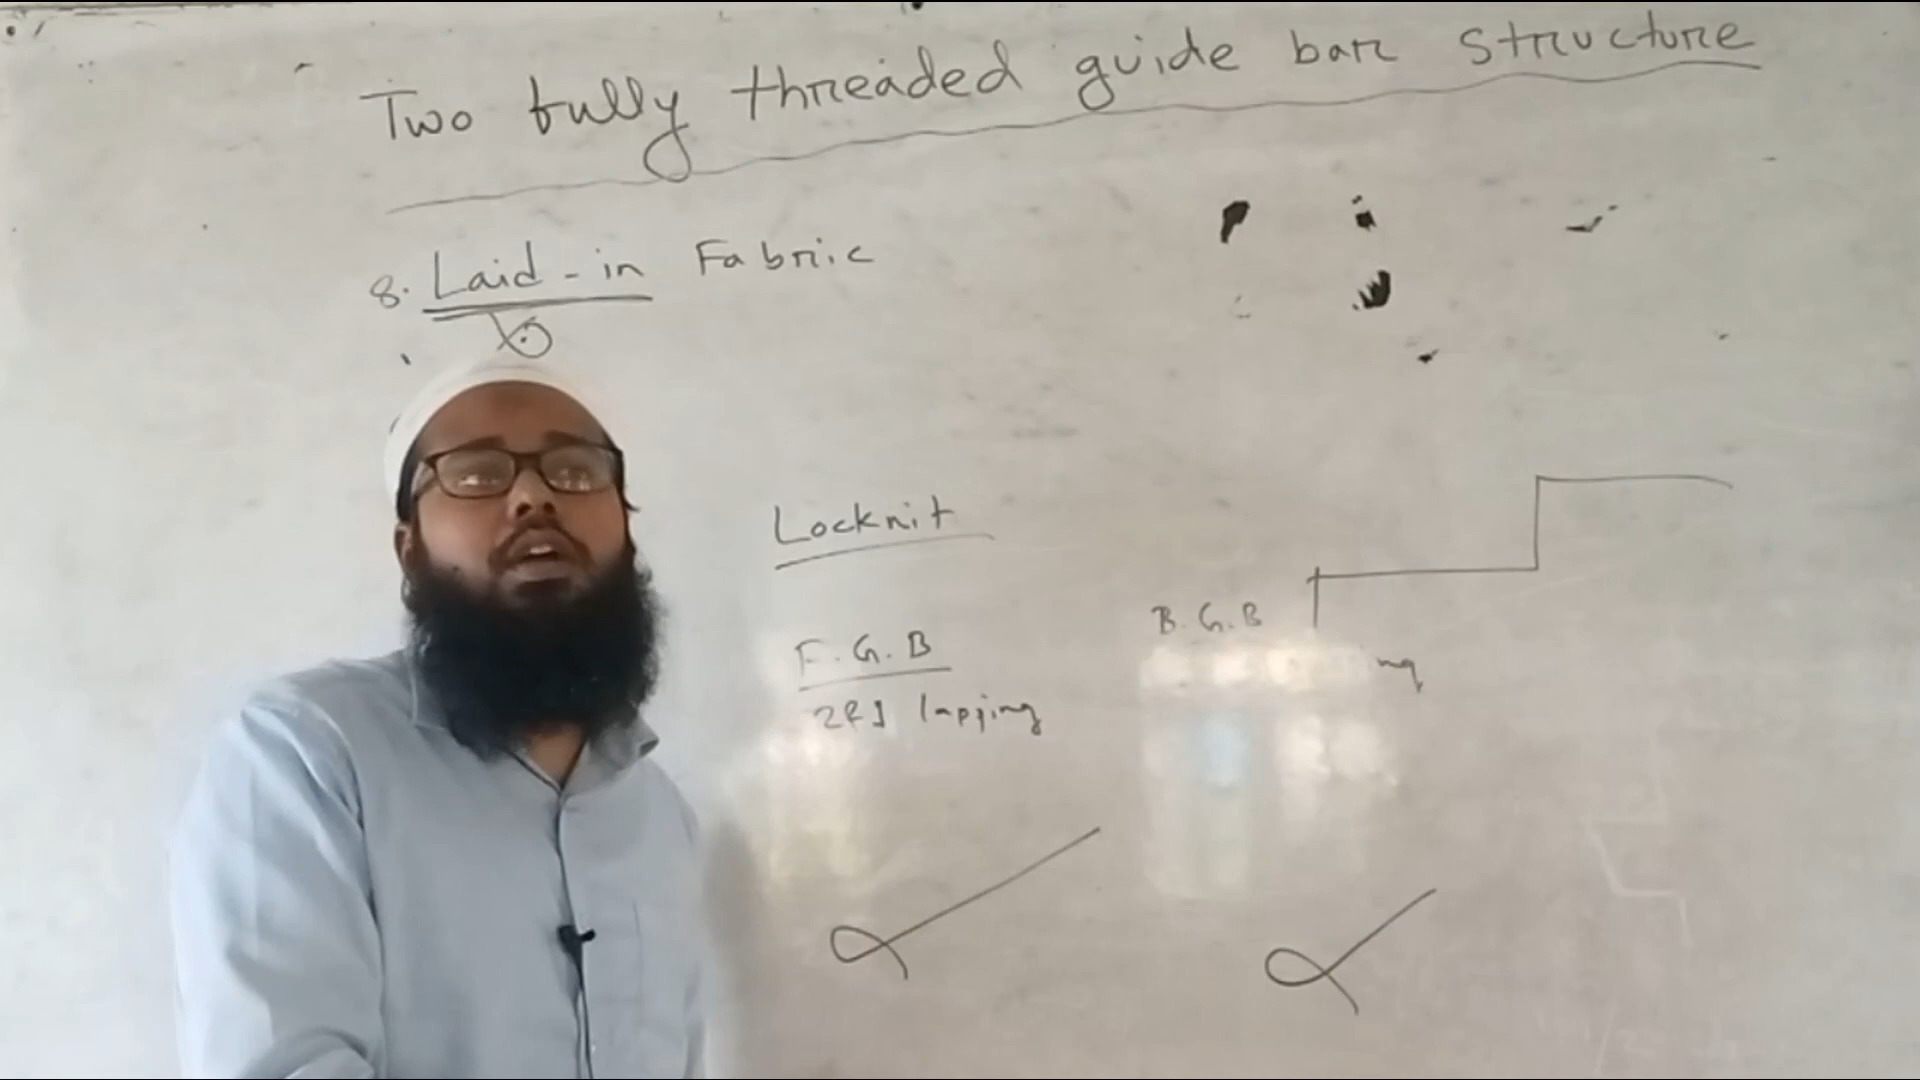 Two fully threaded guide bar structure
8. Laid-in Fabric
Locknit
F.G.B
B.G.B
2&1 lapping